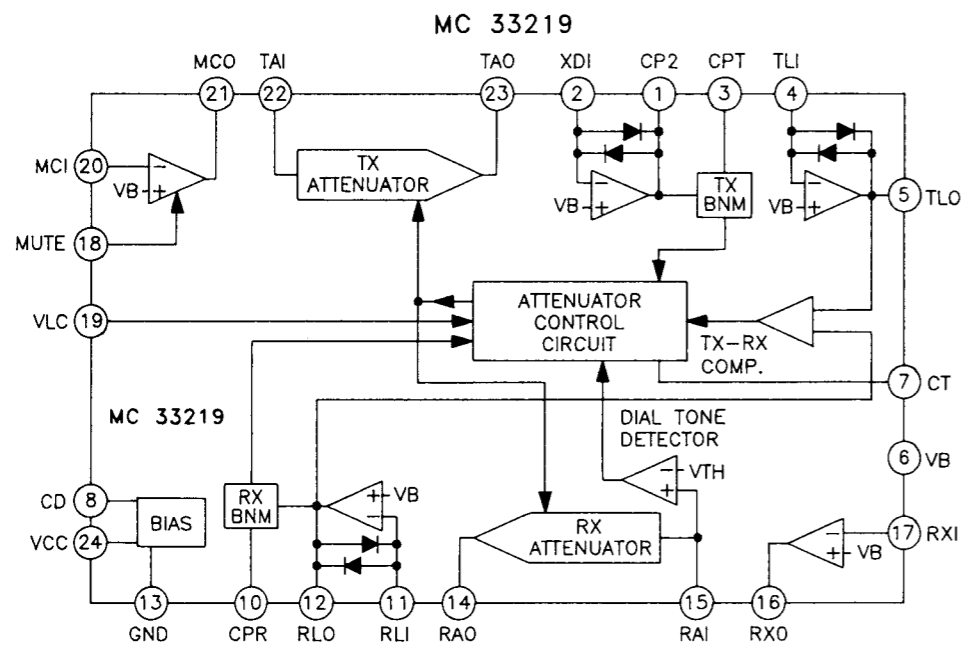 MC 33219
MCO TAI TAO XDI CP2 CPT TLI
21 22 23 2 1 3 4
MCI 20
VB
TX
ATTENUATOR
VB
TX
BNM
VB
5 TLO
MUTE 18
VLC 19
ATTENUATOR
CONTROL
CIRCUIT
TX-RX
COMP.
7 CT
MC 33219
DIAL TONE
DETECTOR
6 VB
VTH
CD 8
VCC 24
BIAS
RX
BNM
VB
RX
ATTENUATOR
VB
17 RXI
13 10 12 11 14 15 16
GND CPR RLO RLI RAO RAI RXO